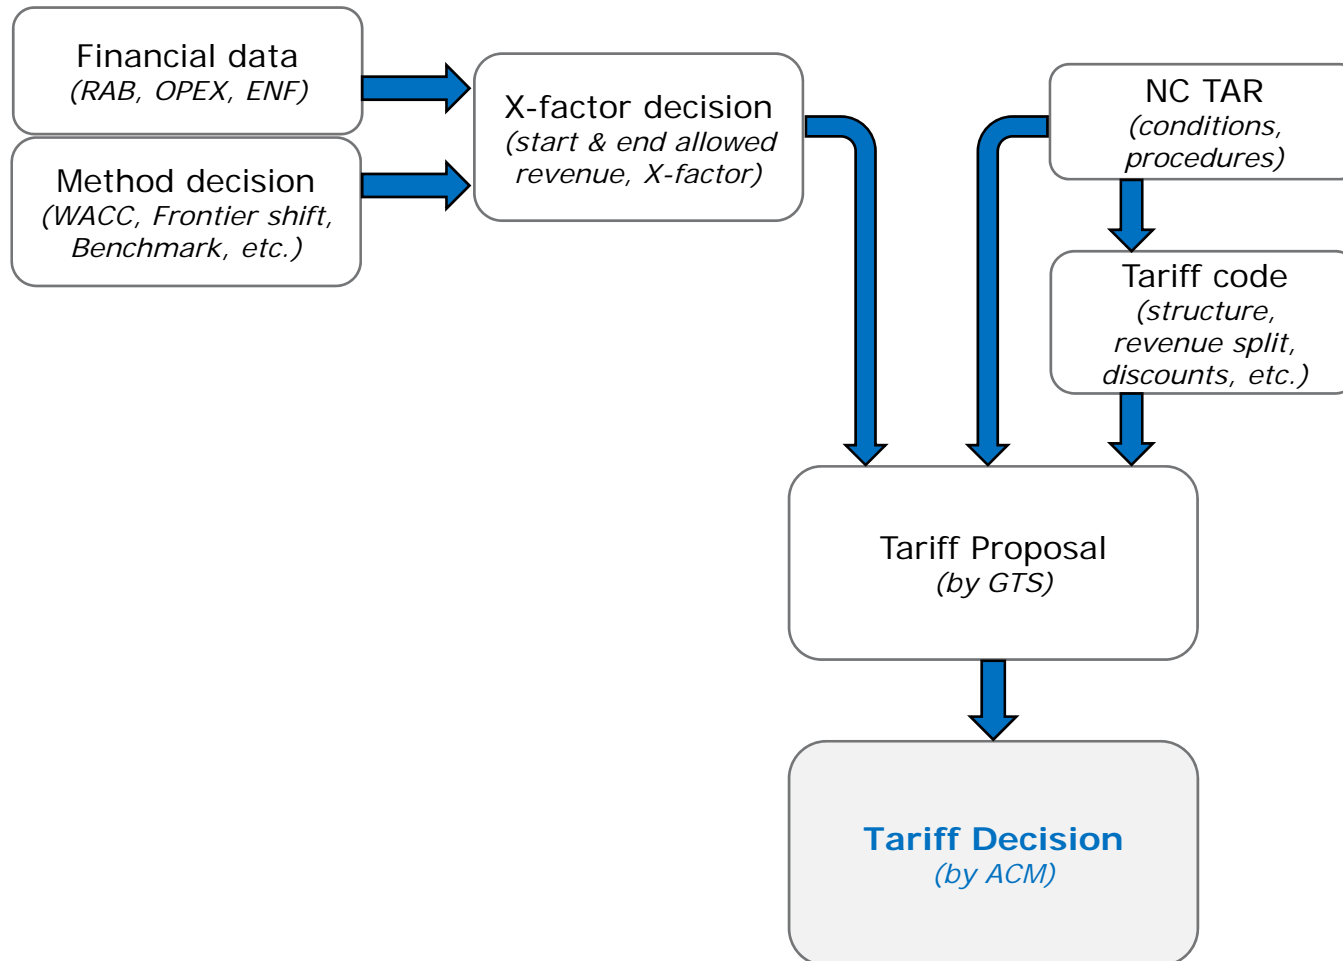 Financial data
(RAB, OPEX, ENF)
Method decision
(WACC, Frontier shift,
Benchmark, etc.)
X-factor decision
(start & end allowed
revenue, X-factor)
NC TAR
(conditions,
procedures)
Tariff code
(structure,
revenue split,
discounts, etc.)
Tariff Proposal
(by GTS)
Tariff Decision
(by ACM)